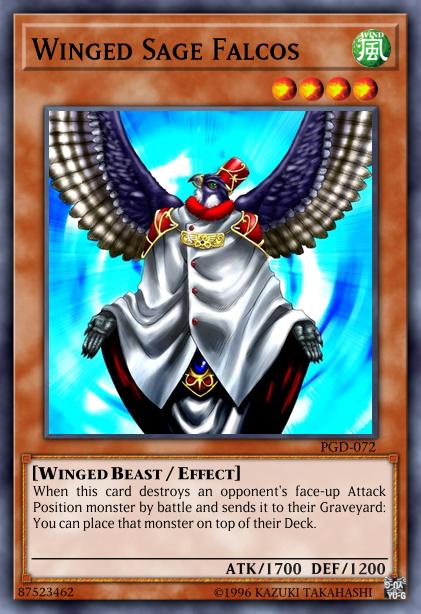 Winged Sage Falcos
WIND
風
PGD-072
[Winged Beast / Effect]
When this card destroys an opponent's face-up Attack
Position monster by battle and sends it to their Graveyard:
You can place that monster on top of their Deck.
ATK/1700 DEF/1200
87523462
©1996 KAZUKI TAKAHASHI